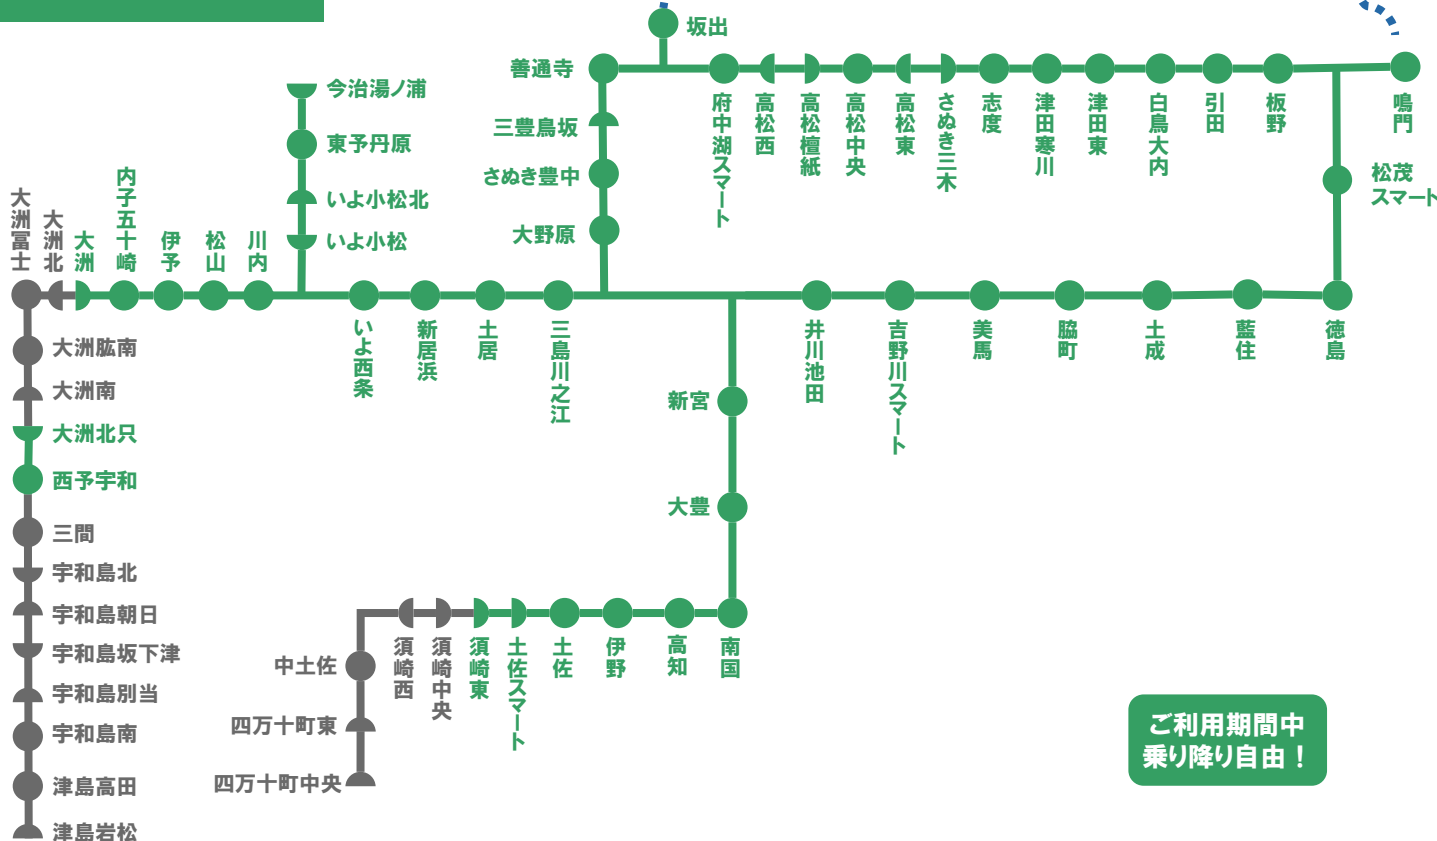 坂出
善通寺
三豊鳥坂
さぬき豊中
大野原
府中湖スマート
高松西
高松檀紙
高松中央
高松東
さぬき三木
志度
津田寒川
津田東
白鳥大内
引田
板野
鳴門
松茂
スマート
今治湯ノ浦
東予丹原
いよ小松北
いよ小松
大洲冨士
大洲北
大洲
内子五十崎
伊予
松山
川内
いよ西条
新居浜
土居
三島川之江
井川池田
吉野川スマート
美馬
脇町
土成
藍住
徳島
大洲肱南
大洲南
大洲北只
西予宇和
三間
宇和島北
宇和島朝日
宇和島坂下津
宇和島別当
宇和島南
津島高田
津島岩松
新宮
大豊
南国
高知
伊野
土佐
土佐スマート
須崎東
須崎中央
須崎西
中土佐
四万十町東
四万十町中央
ご利用期間中
乗り降り自由！